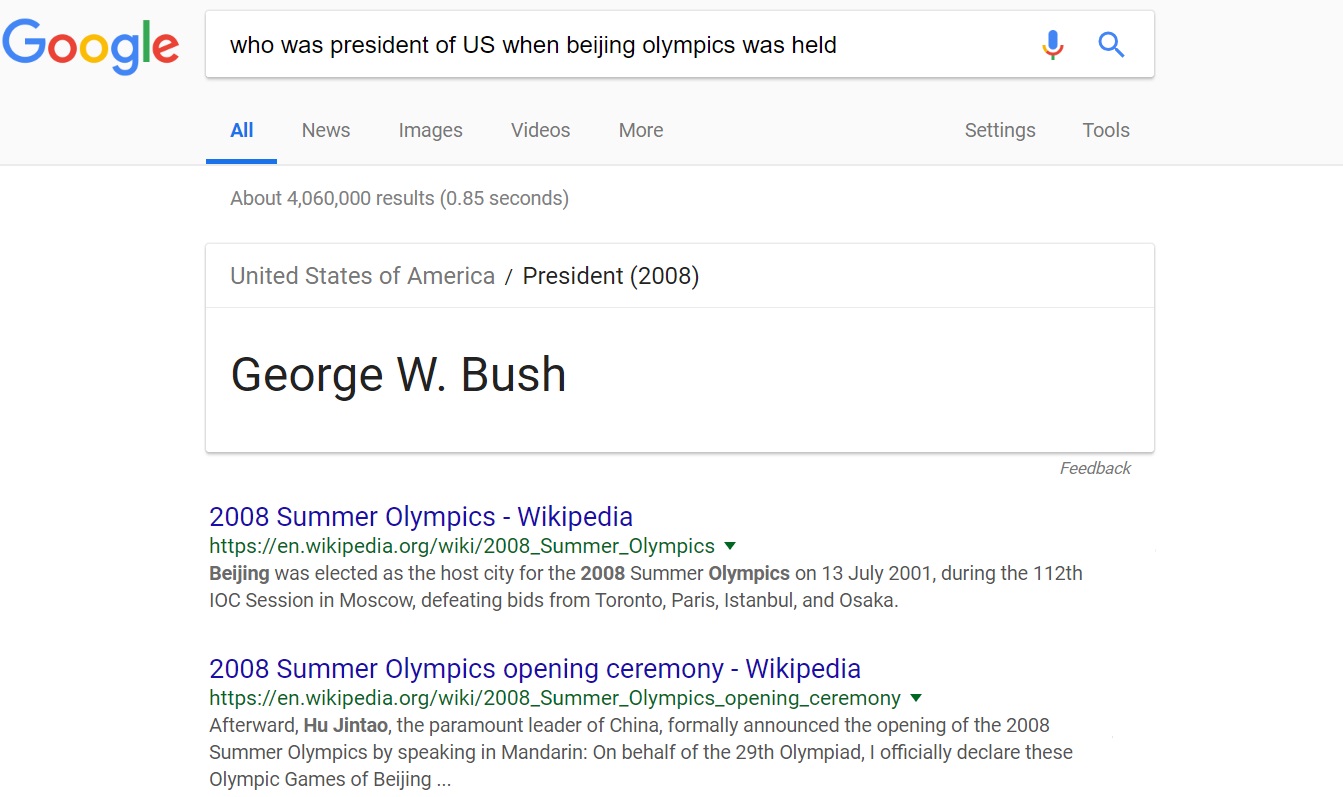 Google
who was president of US when beijing olympics was held
All News Images Videos More Settings Tools
About 4,060,000 results (0.85 seconds)
United States of America / President (2008)
George W. Bush
Feedback
2008 Summer Olympics - Wikipedia
https://en.wikipedia.org/wiki/2008_Summer_Olympics
Beijing was elected as the host city for the 2008 Summer Olympics on 13 July 2001, during the 112th
IOC Session in Moscow, defeating bids from Toronto, Paris, Istanbul, and Osaka.
2008 Summer Olympics opening ceremony - Wikipedia
https://en.wikipedia.org/wiki/2008_Summer_Olympics_opening_ceremony
Afterward, Hu Jintao, the paramount leader of China, formally announced the opening of the 2008
Summer Olympics by speaking in Mandarin: On behalf of the 29th Olympiad, I officially declare these
Olympic Games of Beijing ...